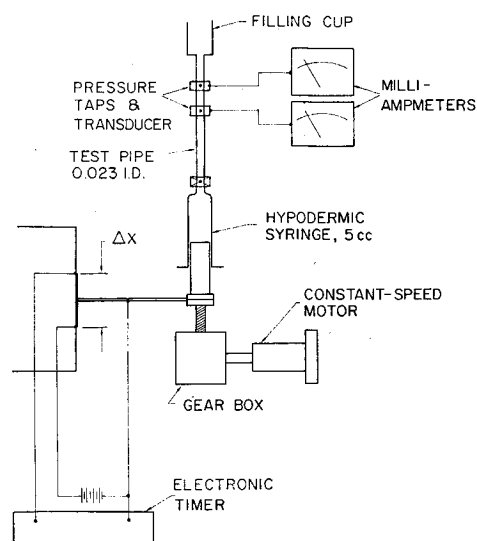 FILLING CUP
PRESSURE
TAPS &
TRANSDUCER
MILLI-
AMPMETERS
TEST PIPE
0.023 I.D.
HYPODERMIC
SYRINGE, 5cc
ΔX
CONSTANT-SPEED
MOTOR
GEAR BOX
ELECTRONIC
TIMER